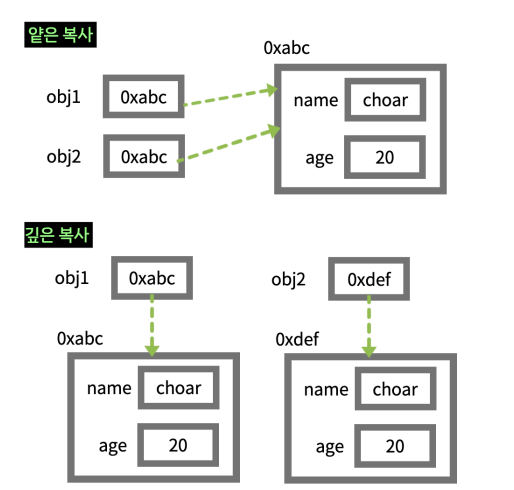 얕은 복사
0xabc
obj1 0xabc
name choar
obj2 0xabc
age 20
깊은 복사
obj1 0xabc
obj2 0xdef
0xabc
0xdef
name choar
name choar
age 20
age 20